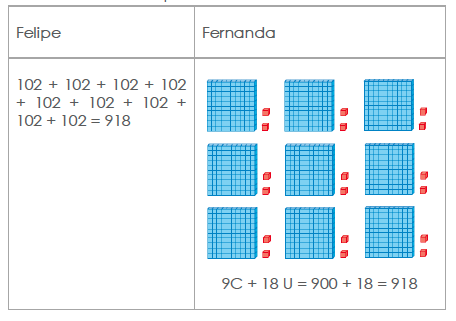 Felipe
Fernanda
102 + 102 + 102 + 102
+ 102 + 102 + 102 +
102 + 102 = 918
9C + 18 U = 900 + 18 = 918